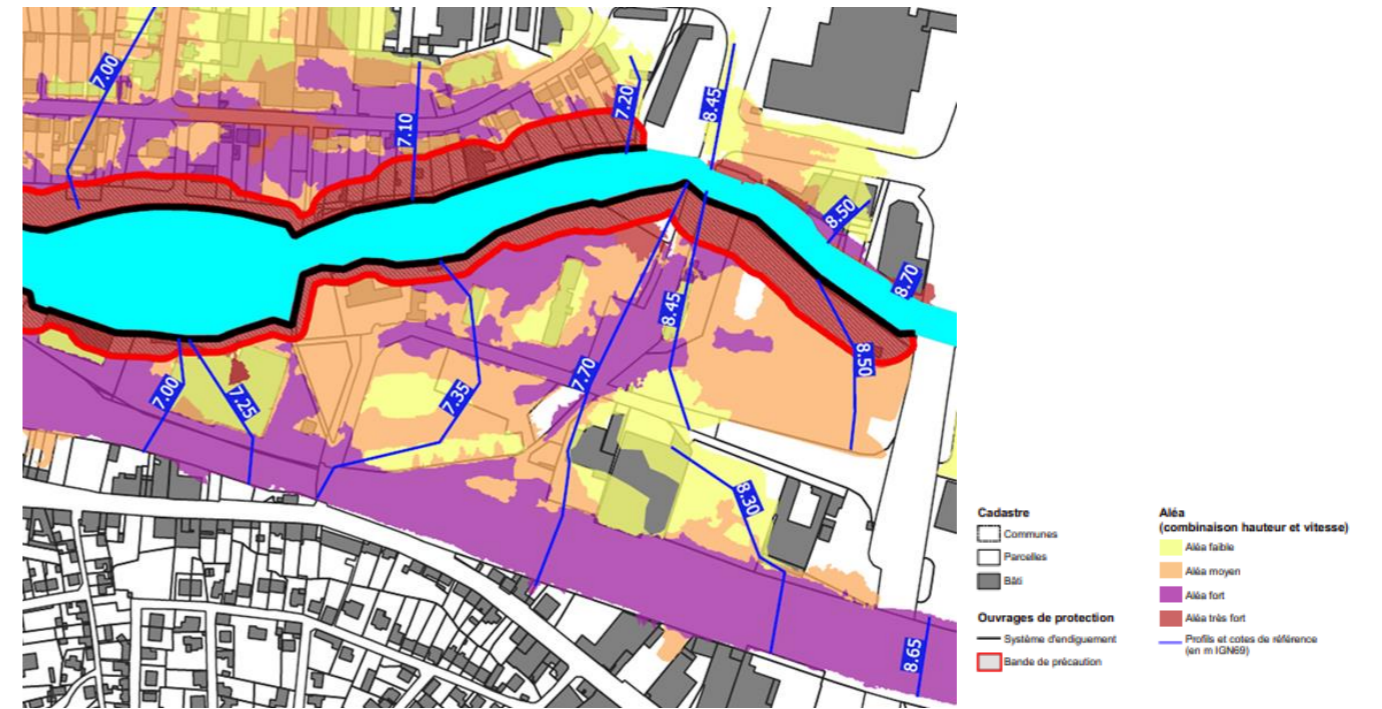 7.00
7.10
7.20
8.45
8.50
8.70
8.45
7.70
8.50
7.00
7.25
7.35
8.30
8.65
Cadastre
Communes
Parcelles
Bâti
Ouvrages de protection
Système d'endiguement
Bande de précaution
Aléa
(combinaison hauteur et vitesse)
Aléa faible
Aléa moyen
Aléa fort
Aléa très fort
Profils et cotes de référence
(en m IGN69)